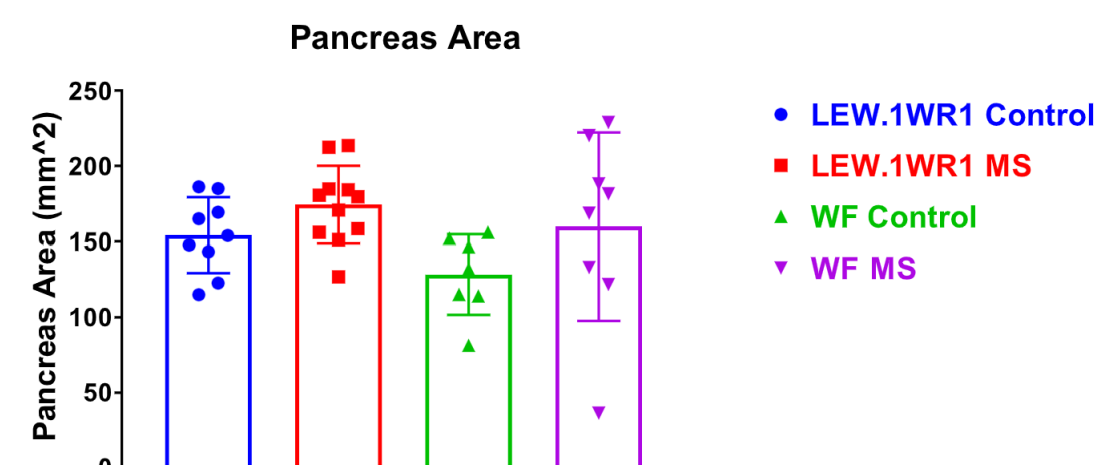 Pancreas Area
Pancreas Area (mm^2)
250
200
150
100
50
0
LEW.1WR1 Control
LEW.1WR1 MS
WF Control
WF MS